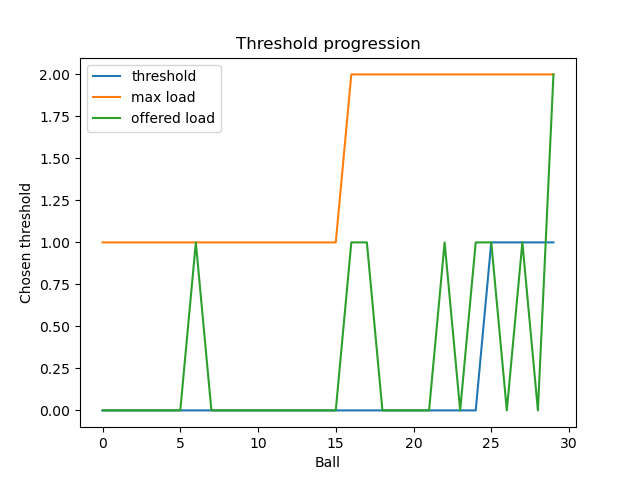 Threshold progression
threshold
max load
offered load
Chosen threshold
2.00
1.75
1.50
1.25
1.00
0.75
0.50
0.25
0.00
0 5 10 15 20 25 30
Ball